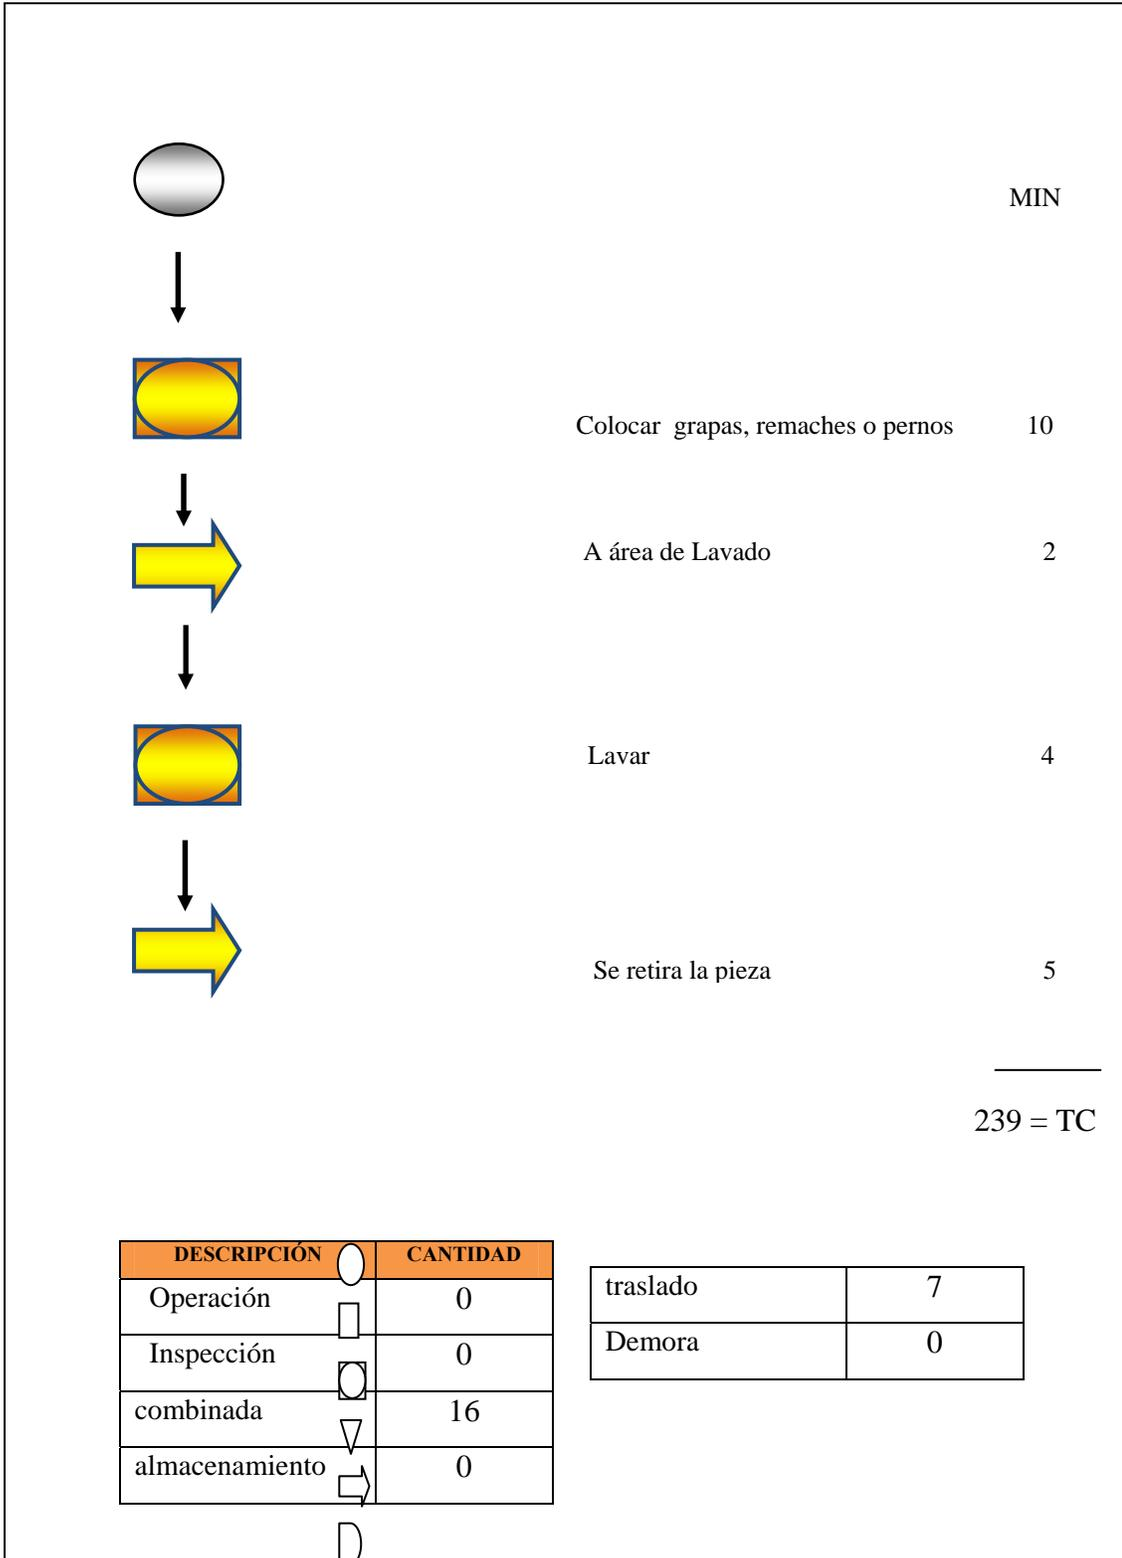 MIN
Colocar grapas, remaches o pernos 10
A área de Lavado 2
Lavar 4
Se retira la pieza 5
239 = TC
DESCRIPCIÓN CANTIDAD
Operación 0
Inspección 0
combinada 16
almacenamiento 0
traslado 7
Demora 0